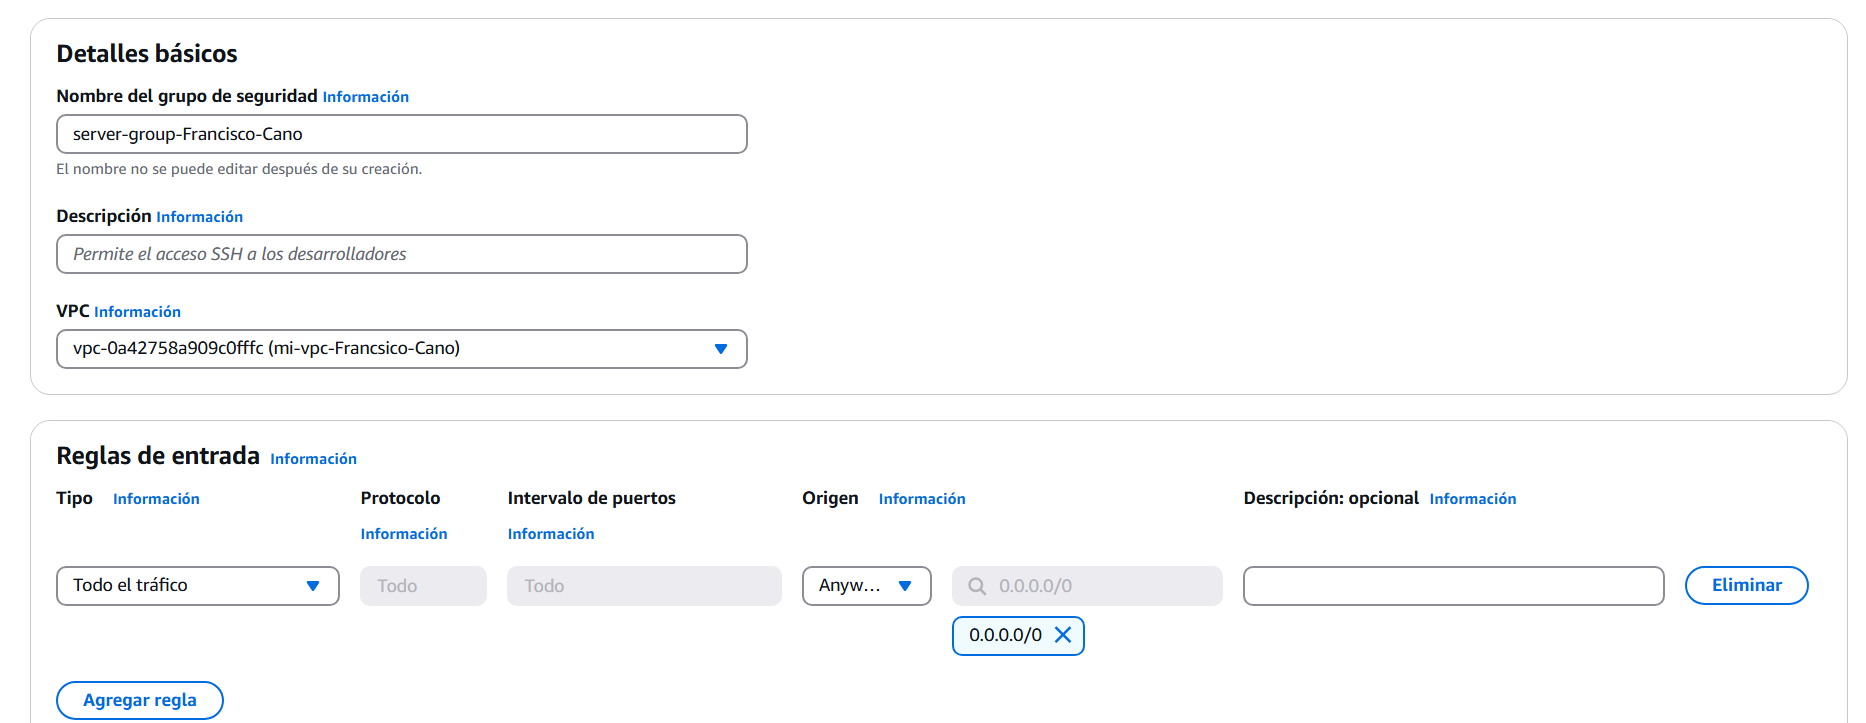 Detalles básicos
Nombre del grupo de seguridad Información
server-group-Francisco-Cano
El nombre no se puede editar después de su creación.
Descripción Información
Permite el acceso SSH a los desarrolladores
VPC Información
vpc-0a42758a909c0fffc (mi-vpc-Francsico-Cano)
Reglas de entrada Información
Tipo Información Protocolo Intervalo de puertos Origen Información Descripción: opcional Información
Información Información
Todo el tráfico Todo Todo Anyw... 0.0.0.0/0 Eliminar
0.0.0.0/0
Agregar regla